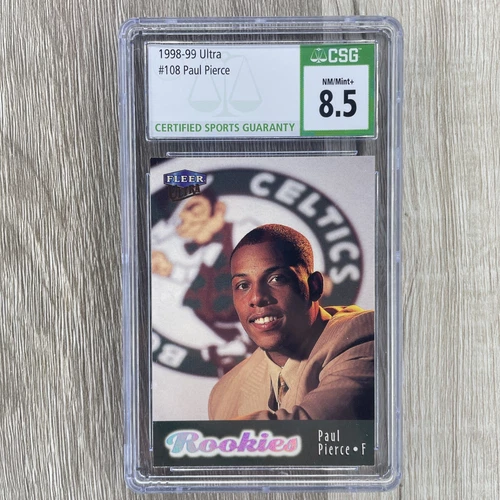 1998-99 Ultra
#108 Paul Pierce
CERTIFIED SPORTS GUARANTY
CSG
NM/Mint+
8.5
FLEER
ULTRA
CELTICS
BO
Rookies
Paul
Pierce • F